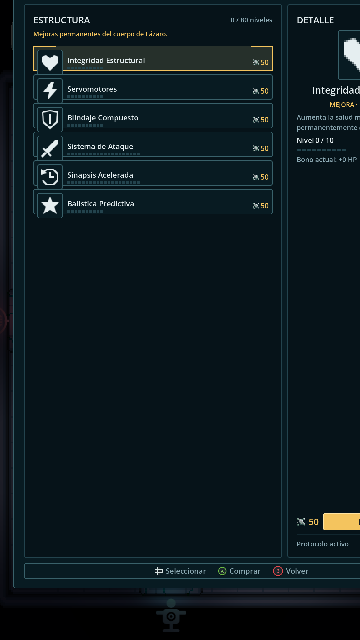 ESTRUCTURA
0 / 80 niveles
Mejoras permanentes del cuerpo de Lázaro.
Integridad Estructural
50
Servomotores
50
Blindaje Compuesto
50
Sistema de Ataque
50
Sinapsis Acelerada
50
Balística Predictiva
50
DETALLE
Integridad
MEJORA ·
Aumenta la salud m
permanentemente
Nivel 0 / 10
Bono actual: +0 HP
50
Protocolo activo
Seleccionar
Comprar
Volver